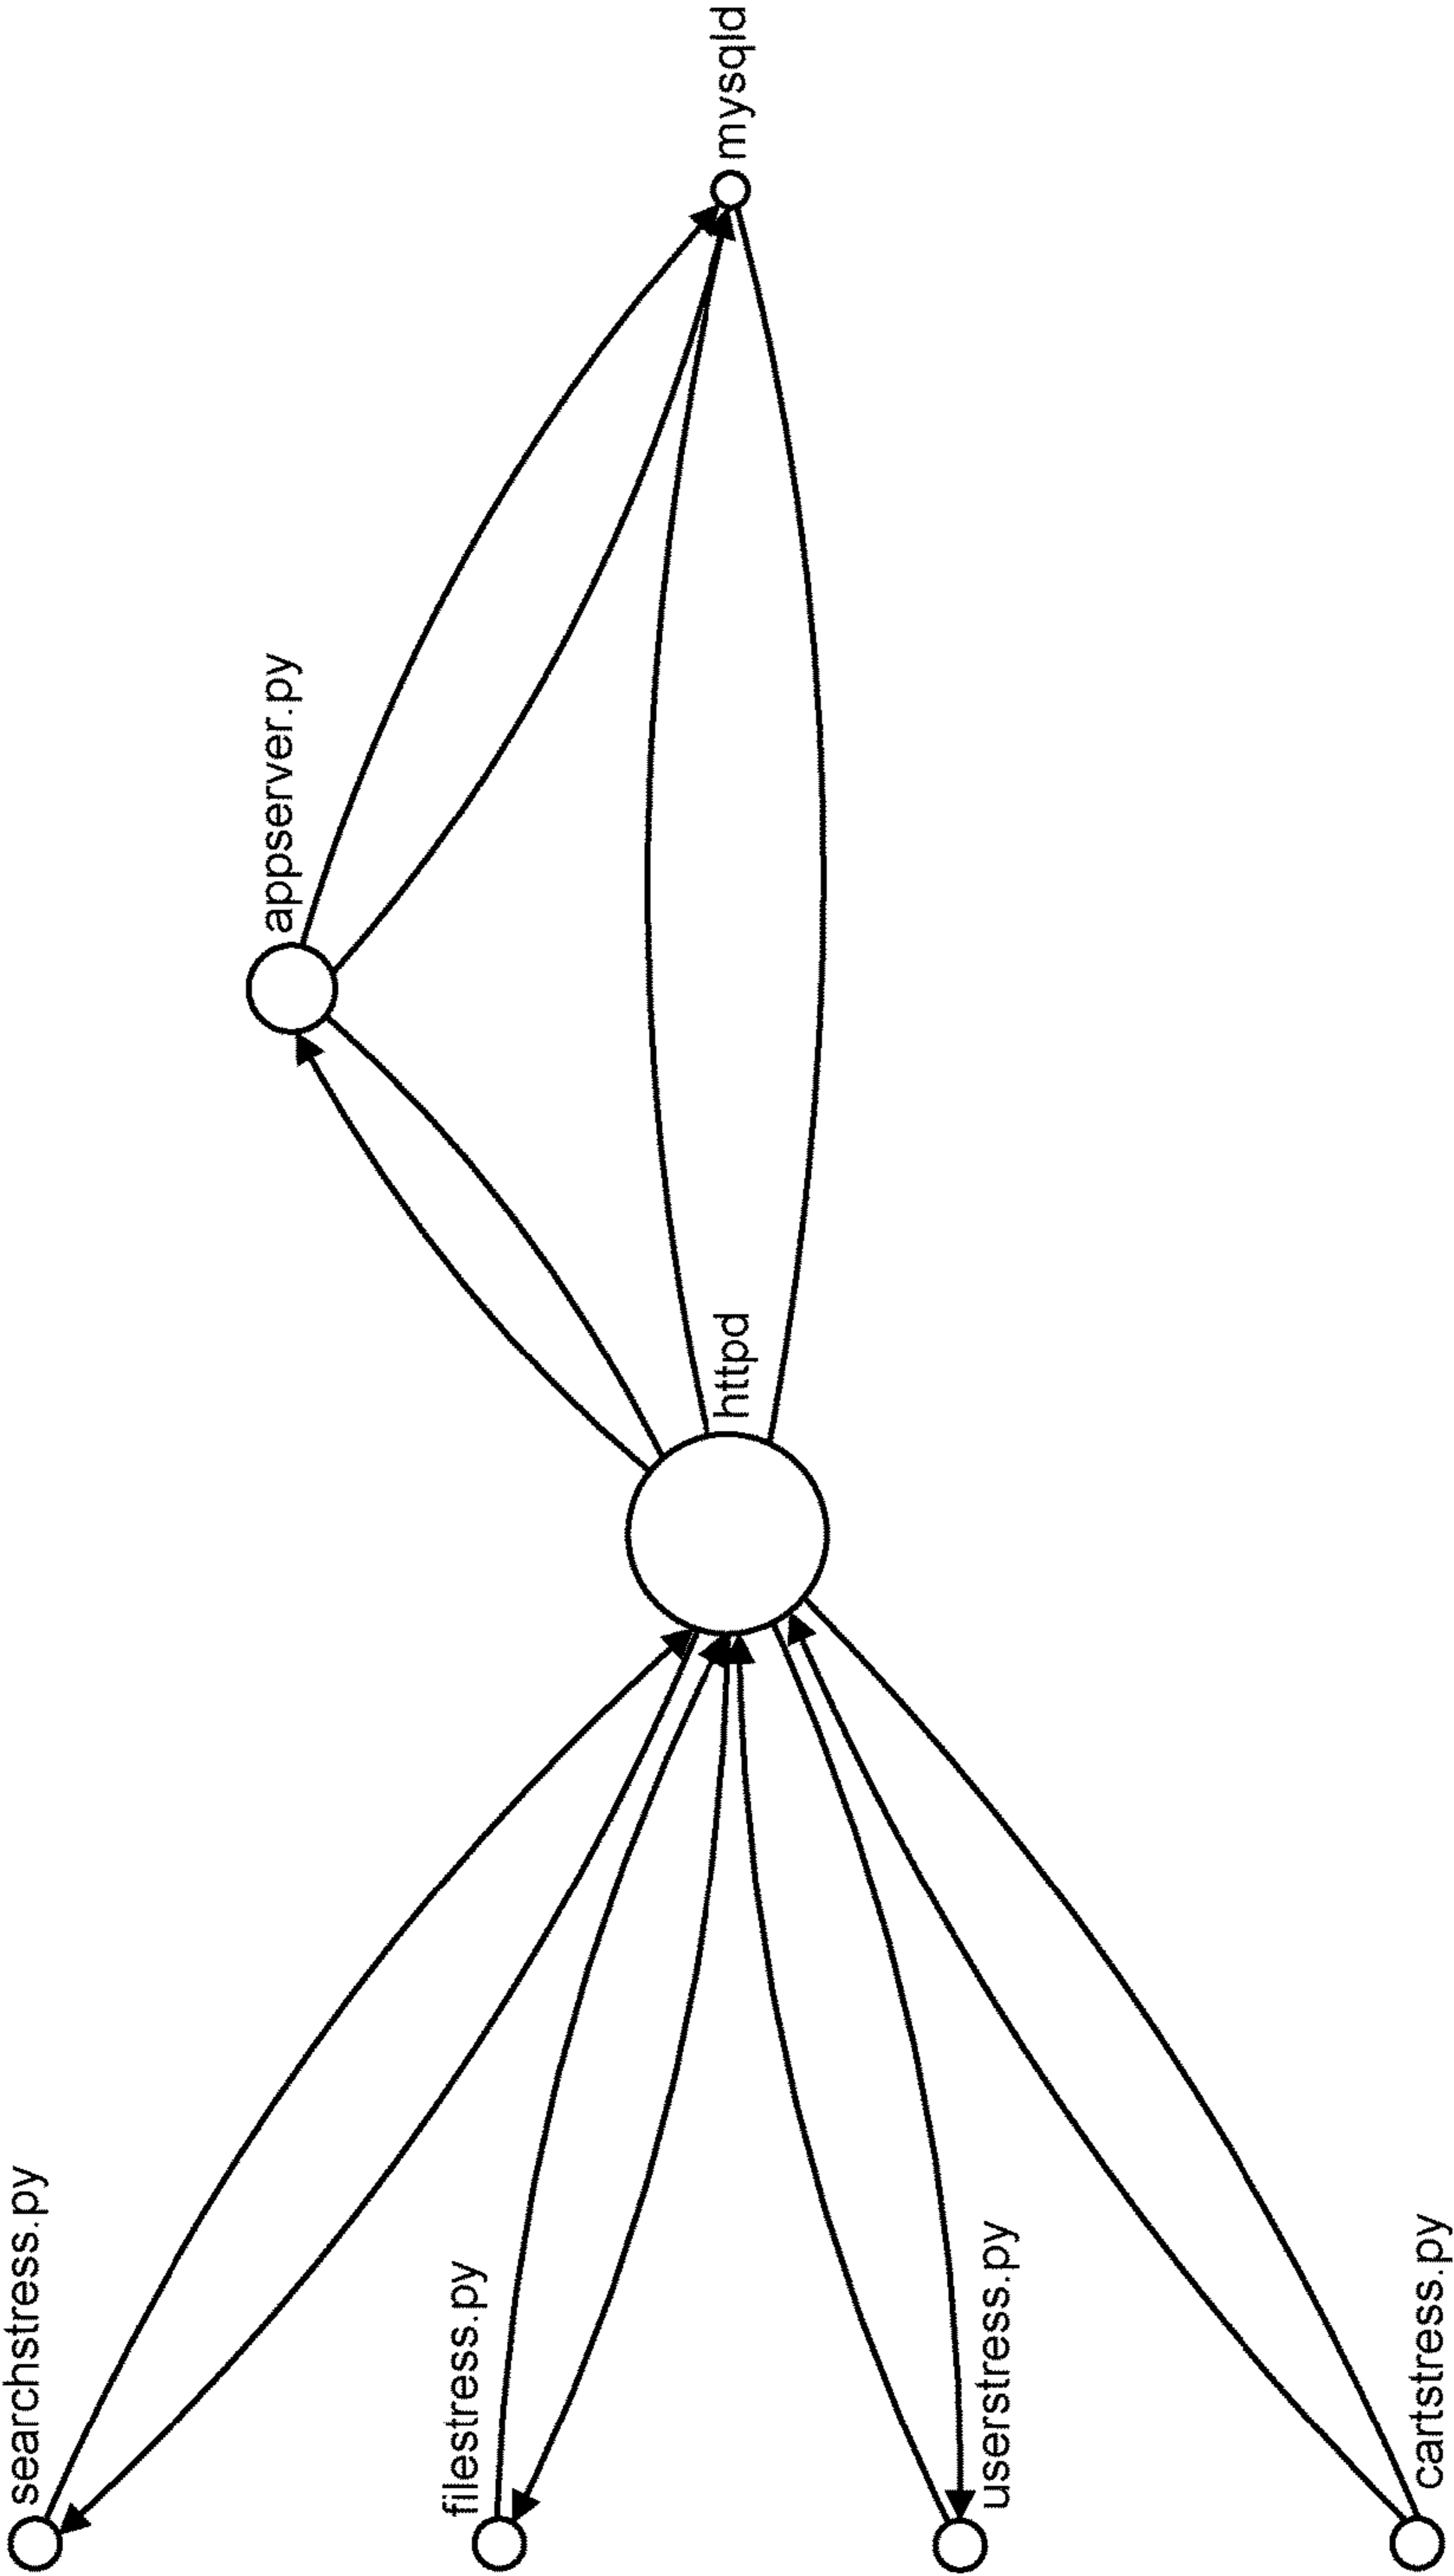 searchstress.py
filestress.py
userstress.py
cartstress.py
httpd
appserver.py
mysqld